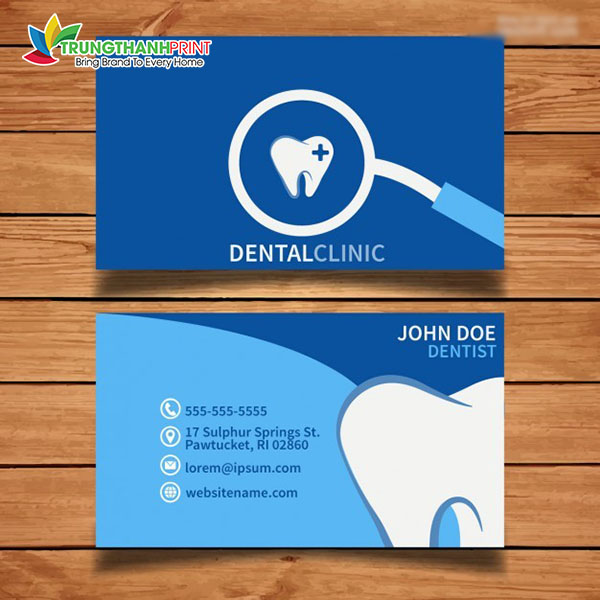 TRUNGTHANHPRINT
Bring Brand To Every Home
DENTALCLINIC
JOHN DOE
DENTIST
555-555-5555
17 Sulphur Springs St.
Pawtucket, RI 02860
lorem@ipsum.com
websitename.com